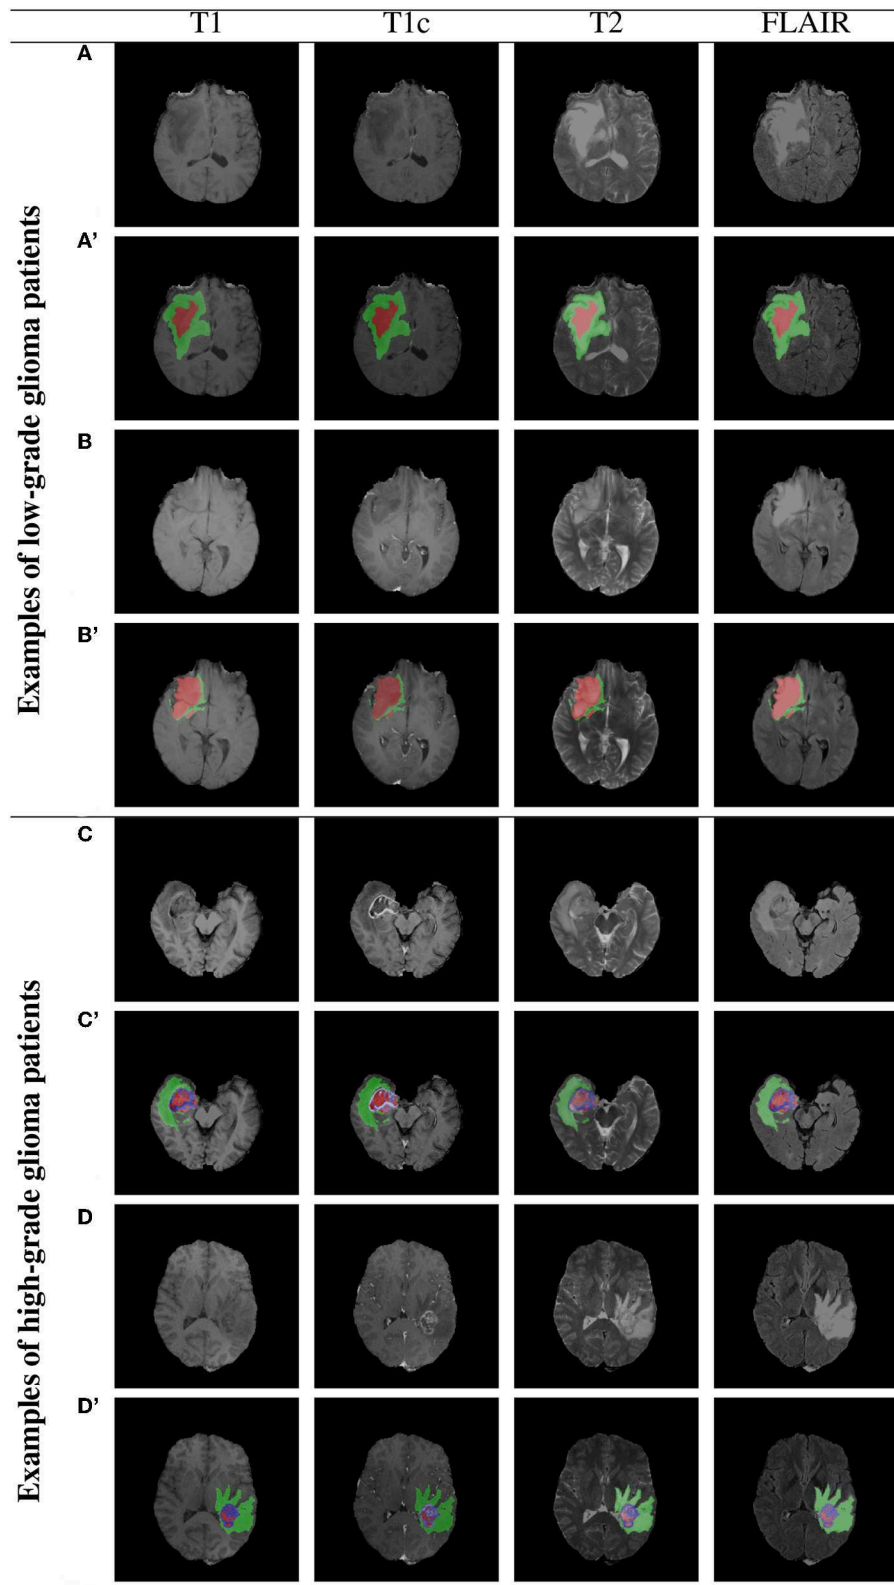 T1 T1c T2 FLAIR
Examples of low-grade glioma patients
A
A’
B
B’
Examples of high-grade glioma patients
C
C’
D
D’